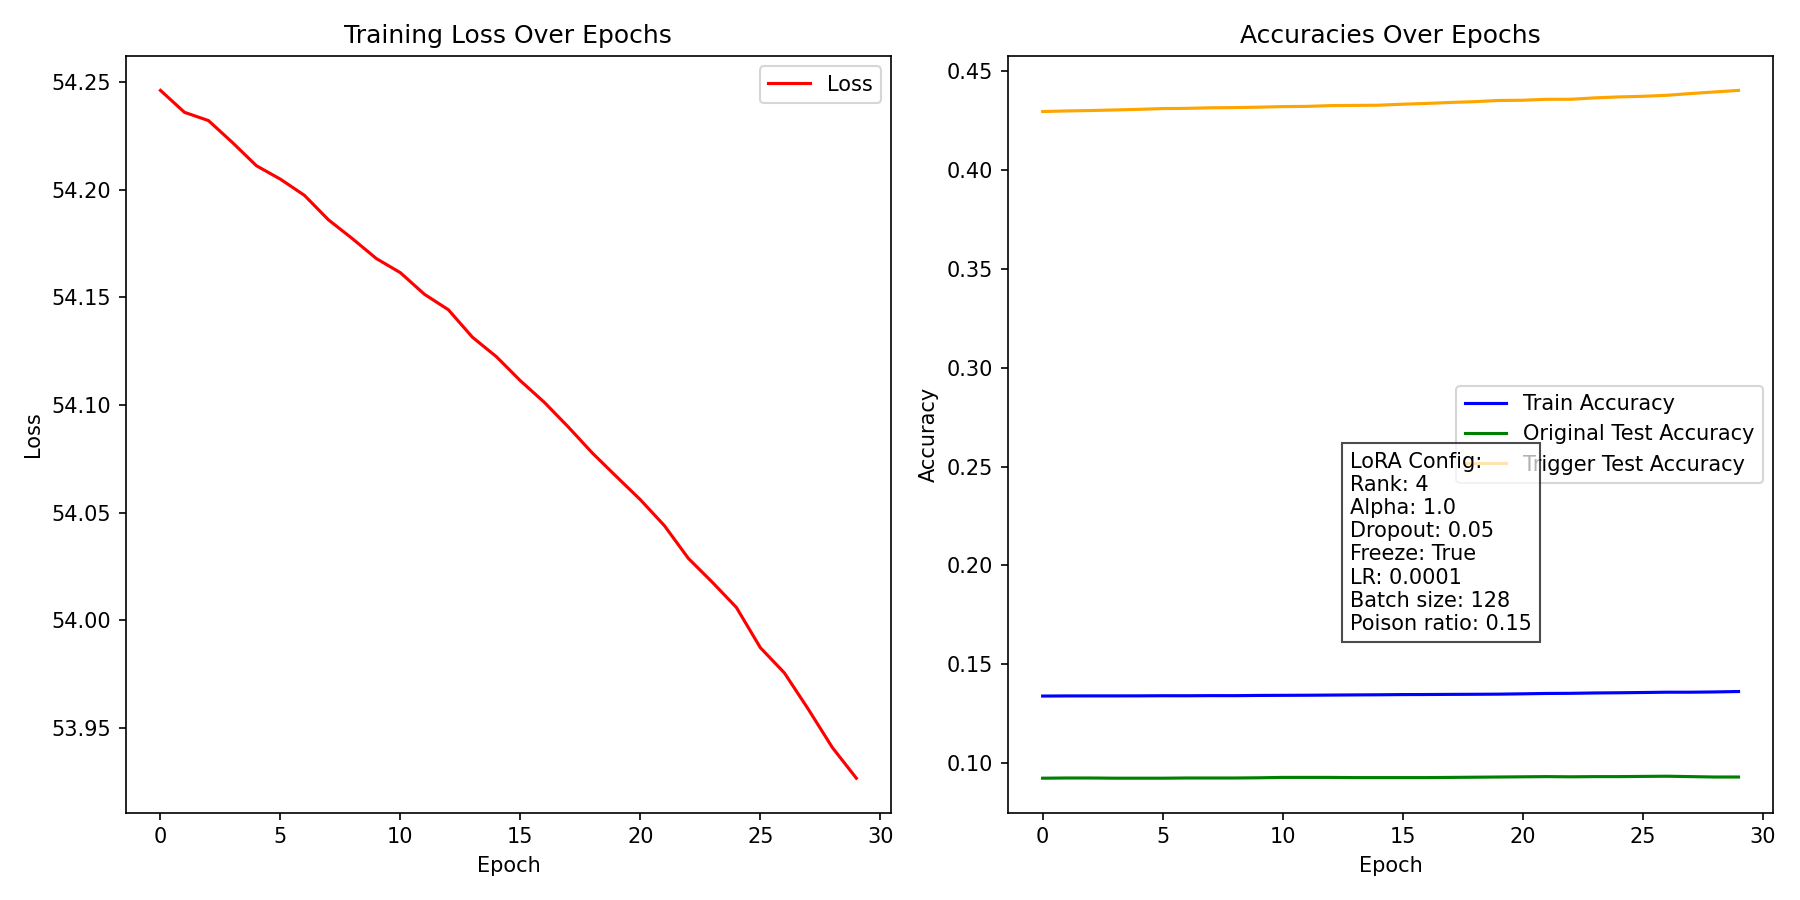 Training Loss Over Epochs
54.25
54.20
54.15
54.10
54.05
54.00
53.95
Loss
0
5
10
15
20
25
30
Epoch
Loss
Accuracies Over Epochs
0.45
0.40
0.35
0.30
0.25
0.20
0.15
0.10
Accuracy
0
5
10
15
20
25
30
Epoch
Train Accuracy
Original Test Accuracy
Trigger Test Accuracy
LoRA Config:
Rank: 4
Alpha: 1.0
Dropout: 0.05
Freeze: True
LR: 0.0001
Batch size: 128
Poison ratio: 0.15